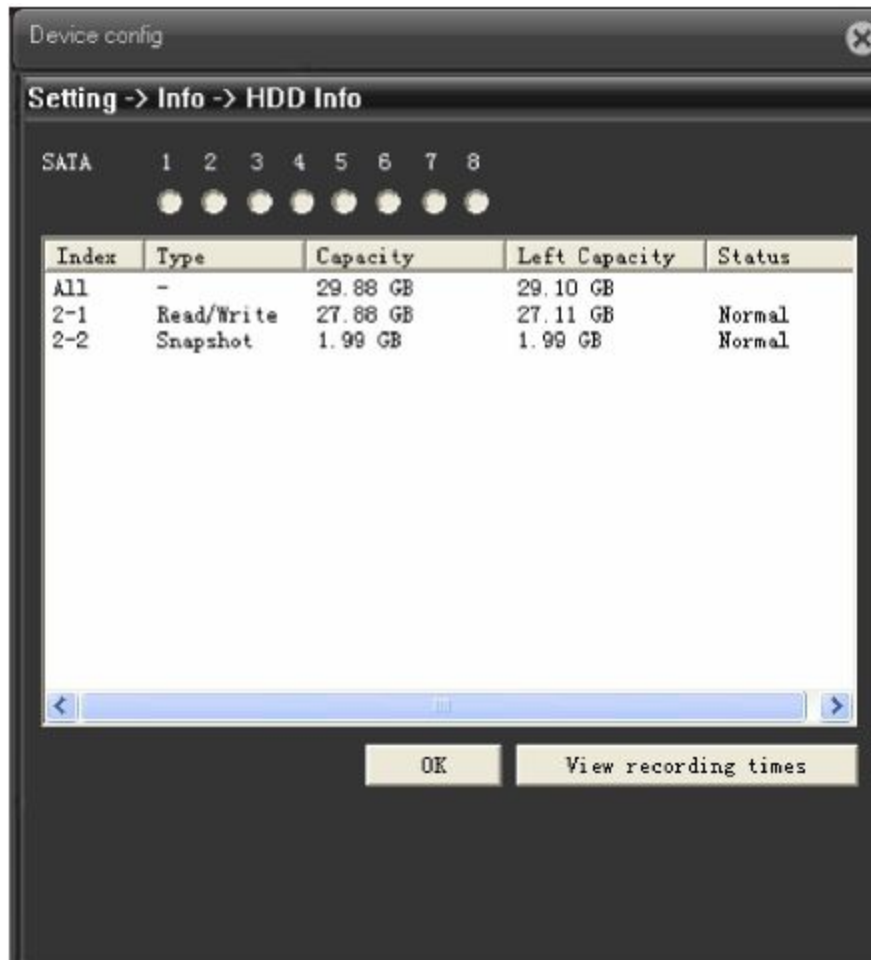 Device config
Setting -> Info -> HDD Info
SATA 1 2 3 4 5 6 7 8
Index Type Capacity Left Capacity Status
All - 29.88 GB 29.10 GB
2-1 Read/Write 27.88 GB 27.11 GB Normal
2-2 Snapshot 1.99 GB 1.99 GB Normal
OK View recording times